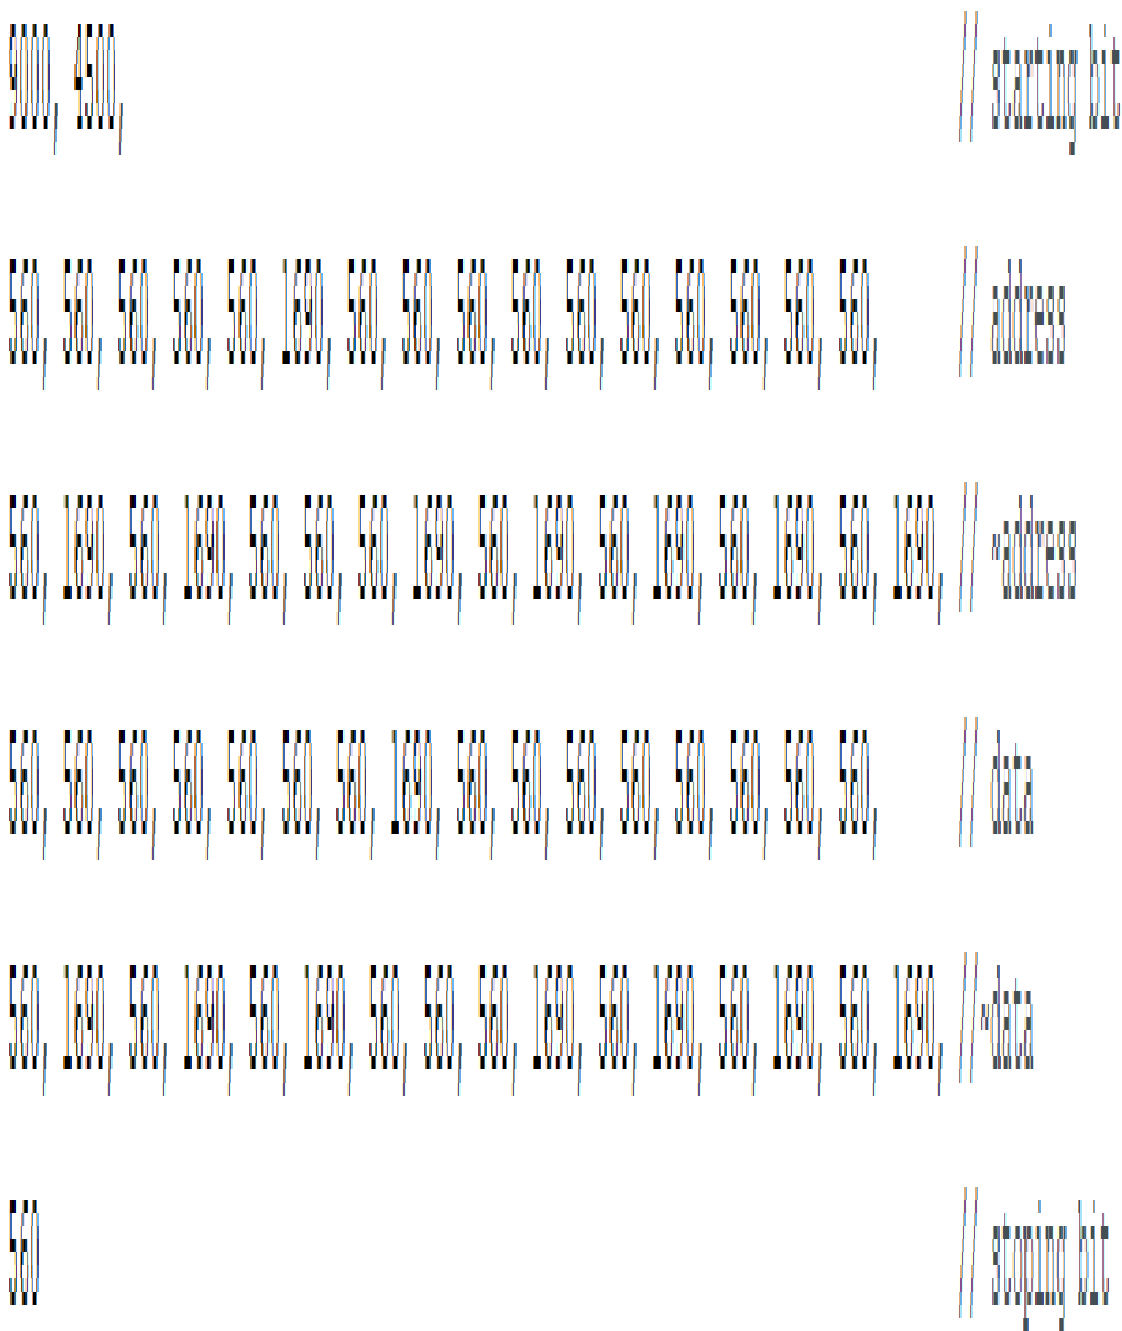 9000, 4500, // starting bit
560, 560, 560, 560, 560, 1690, 560, 560, 560, 560, 560, 560, 560, 560, 560, 560, // address
560, 1690, 560, 1690, 560, 560, 560, 1690, 560, 1690, 560, 1690, 560, 1690, 560, 1690, // ~address
560, 560, 560, 560, 560, 560, 560, 1690, 560, 560, 560, 560, 560, 560, 560, 560, // data
560, 1690, 560, 1690, 560, 1690, 560, 560, 560, 1690, 560, 1690, 560, 1690, 560, 1690, //~data
560 // stoping bit